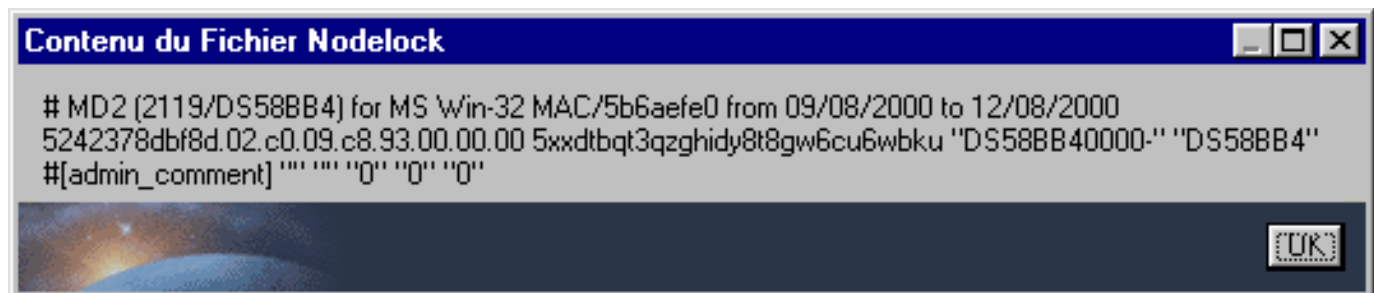 Contenu du Fichier Nodelock
# MD2 (2119/DS58BB4) for MS Win-32 MAC/5b6aefe0 from 09/08/2000 to 12/08/2000
5242378dbf8d.02.c0.09.c8.93.00.00.00 5xxdtbqt3qzghidy8t8gw6cu6wbku "DS58BB40000-" "DS58BB4"
#[admin_comment] "" "" "0" "0" "0"
OK